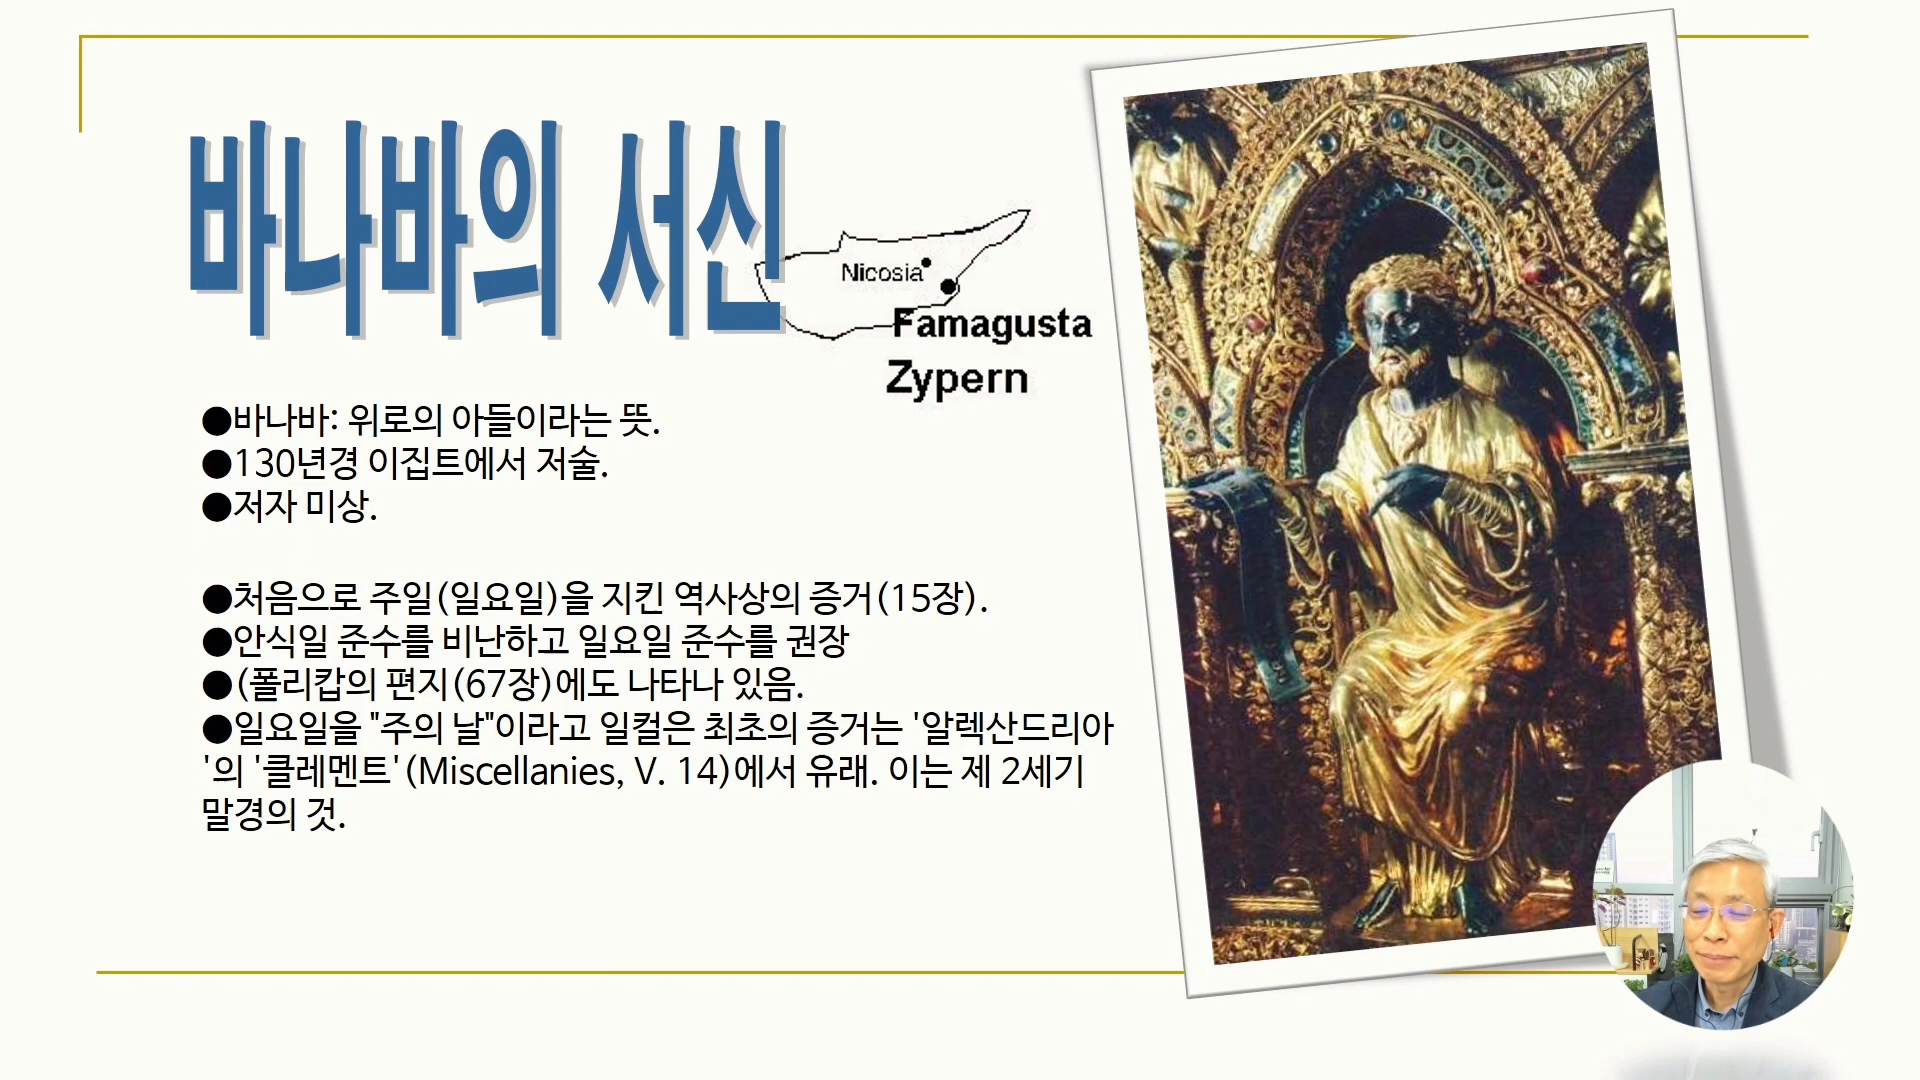 바나바의 서신
Nicosia
Famagusta
Zypern
●바나바: 위로의 아들이라는 뜻.
●130년경 이집트에서 저술.
●저자 미상.
●처음으로 주일(일요일)을 지킨 역사상의 증거(15장).
●안식일 준수를 비난하고 일요일 준수를 권장
●(폴리캅의 편지(67장)에도 나타나 있음.
●일요일을 "주의 날"이라고 일컬은 최초의 증거는 '알렉산드리아
'의 '클레멘트'(Miscellanies, V. 14)에서 유래. 이는 제 2세기
말경의 것.